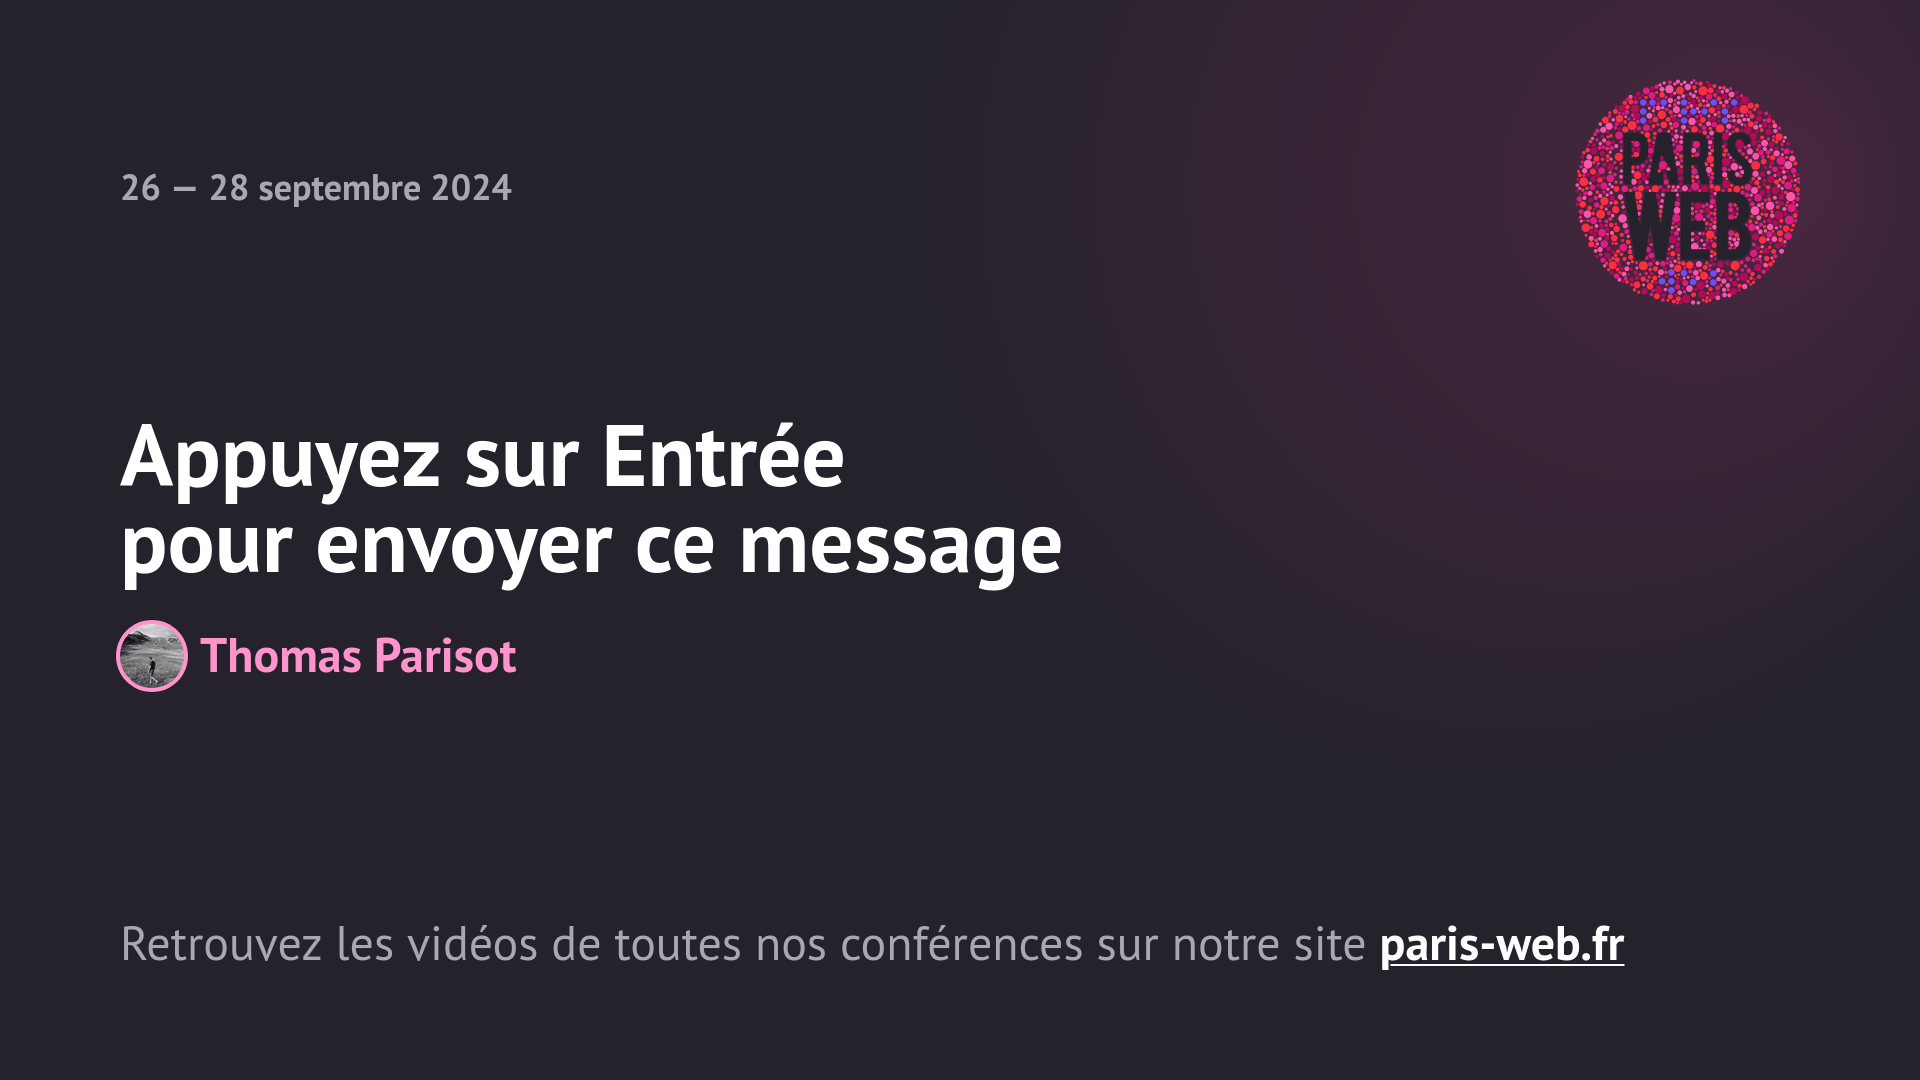 26 — 28 septembre 2024
PARIS
WEB
Appuyez sur Entrée
pour envoyer ce message
Thomas Parisot
Retrouvez les vidéos de toutes nos conférences sur notre site paris-web.fr